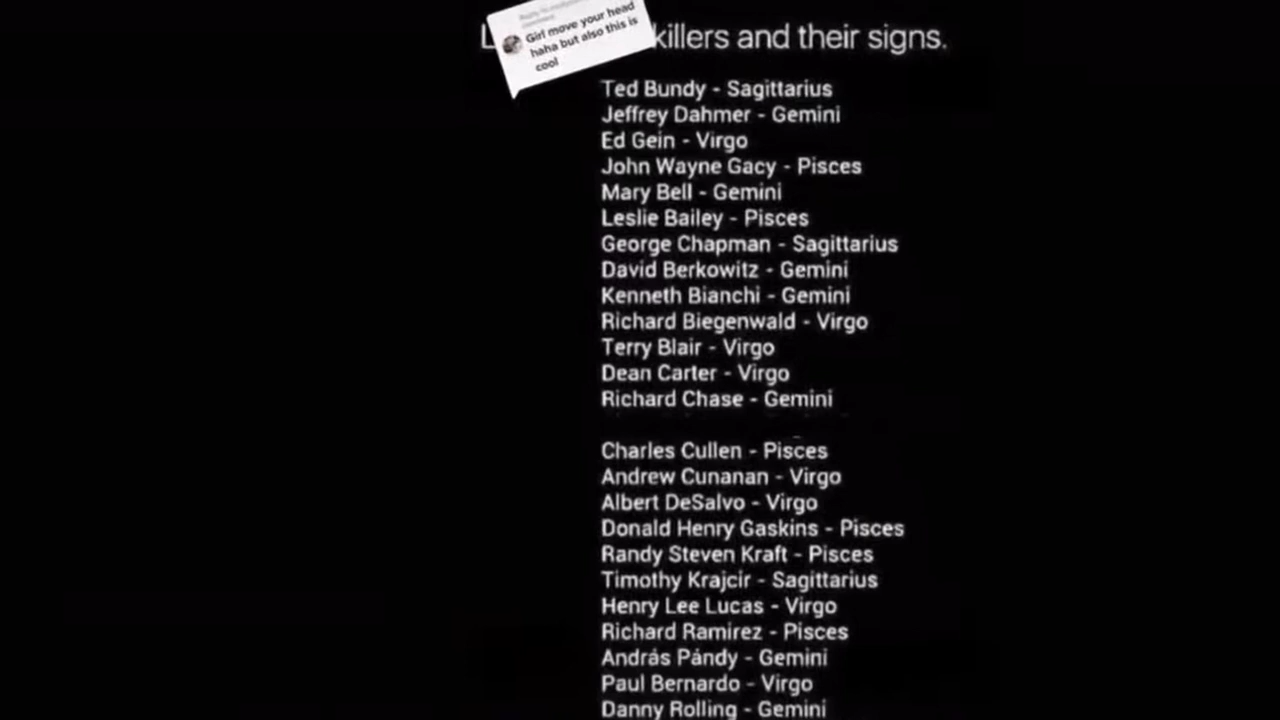 Girl move your head
haha but also this is
cool
L killers and their signs.
Ted Bundy - Sagittarius
Jeffrey Dahmer - Gemini
Ed Gein - Virgo
John Wayne Gacy - Pisces
Mary Bell - Gemini
Leslie Bailey - Pisces
George Chapman - Sagittarius
David Berkowitz - Gemini
Kenneth Bianchi - Gemini
Richard Biegenwald - Virgo
Terry Blair - Virgo
Dean Carter - Virgo
Richard Chase - Gemini
Charles Cullen - Pisces
Andrew Cunanan - Virgo
Albert DeSalvo - Virgo
Donald Henry Gaskins - Pisces
Randy Steven Kraft - Pisces
Timothy Krajcir - Sagittarius
Henry Lee Lucas - Virgo
Richard Ramirez - Pisces
András Pándy - Gemini
Paul Bernardo - Virgo
Danny Rolling - Gemini